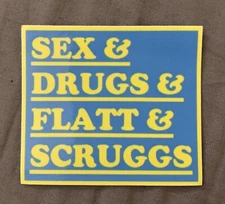 SEX &
DRUGS &
FLATT &
SCRUGGS